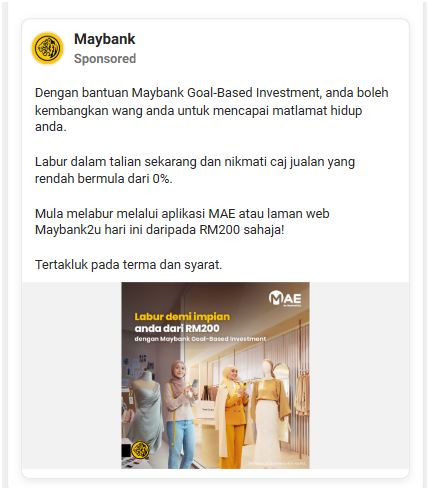 Maybank
Sponsored
Dengan bantuan Maybank Goal-Based Investment, anda boleh
kembangkan wang anda untuk mencapai matlamat hidup
anda.
Labur dalam talian sekarang dan nikmati caj jualan yang
rendah bermula dari 0%.
Mula melabur melalui aplikasi MAE atau laman web
Maybank2u hari ini daripada RM200 sahaja!
Tertakluk pada terma dan syarat.
MAE
Labur demi impian
anda dari RM200
dengan Maybank Goal-Based Investment